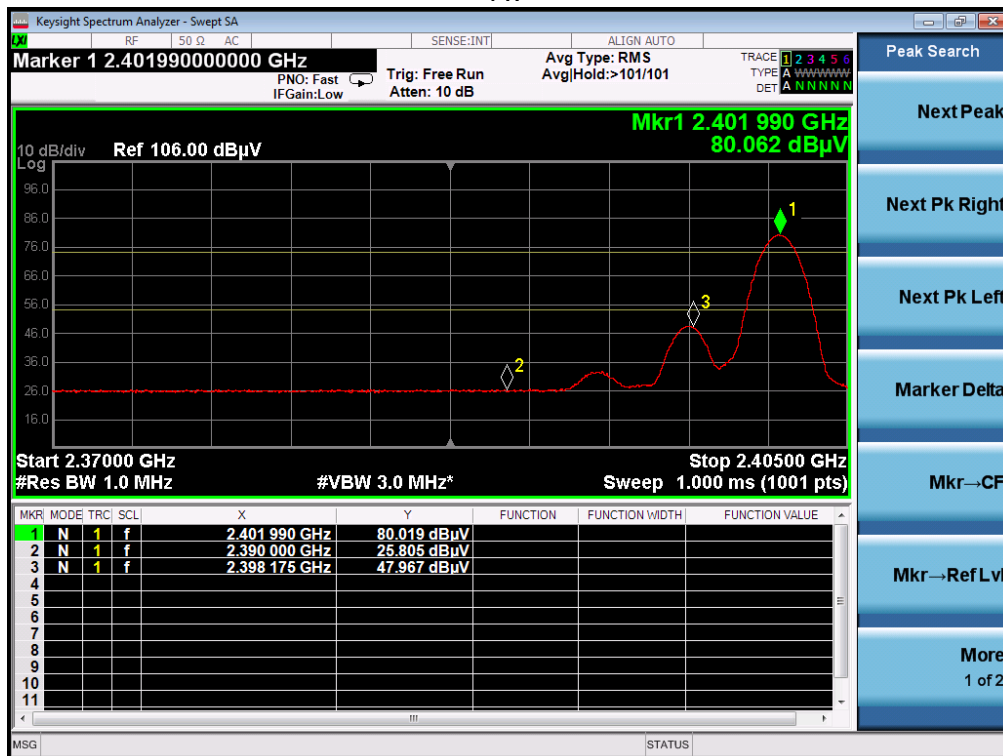 Keysight Spectrum Analyzer - Swept SA
LXI RF 50 Ω AC SENSE:INT ALIGN AUTO
Marker 1 2.401990000000 GHz
PNO: Fast
IFGain:Low
Trig: Free Run
Atten: 10 dB
Avg Type: RMS
Avg|Hold:>101/101
TRACE 1 2 3 4 5 6
TYPE A WWWWW
DET A N N N N N
Mkr1 2.401 990 GHz
80.062 dBµV
10 dB/div Ref 106.00 dBµV
Log
96.0
86.0
76.0
66.0
56.0
46.0
36.0
26.0
16.0
1
3
2
Start 2.37000 GHz Stop 2.40500 GHz
#Res BW 1.0 MHz #VBW 3.0 MHz* Sweep 1.000 ms (1001 pts)
MKR MODE TRC SCL X Y FUNCTION FUNCTION WIDTH FUNCTION VALUE
1 N 1 f 2.401 990 GHz 80.019 dBµV
2 N 1 f 2.390 000 GHz 25.805 dBµV
3 N 1 f 2.398 175 GHz 47.967 dBµV
4
5
6
7
8
9
10
11
MSG STATUS
Peak Search
Next Peak
Next Pk Right
Next Pk Left
Marker Delta
Mkr→CF
Mkr→Ref Lvl
More
1 of 2